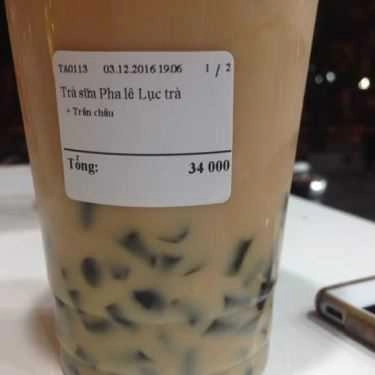 TA0113 03.12.2016 19:06 1 / 2
Trà sữa Pha lê Lục trà
+ Trân châu
Tổng: 34 000